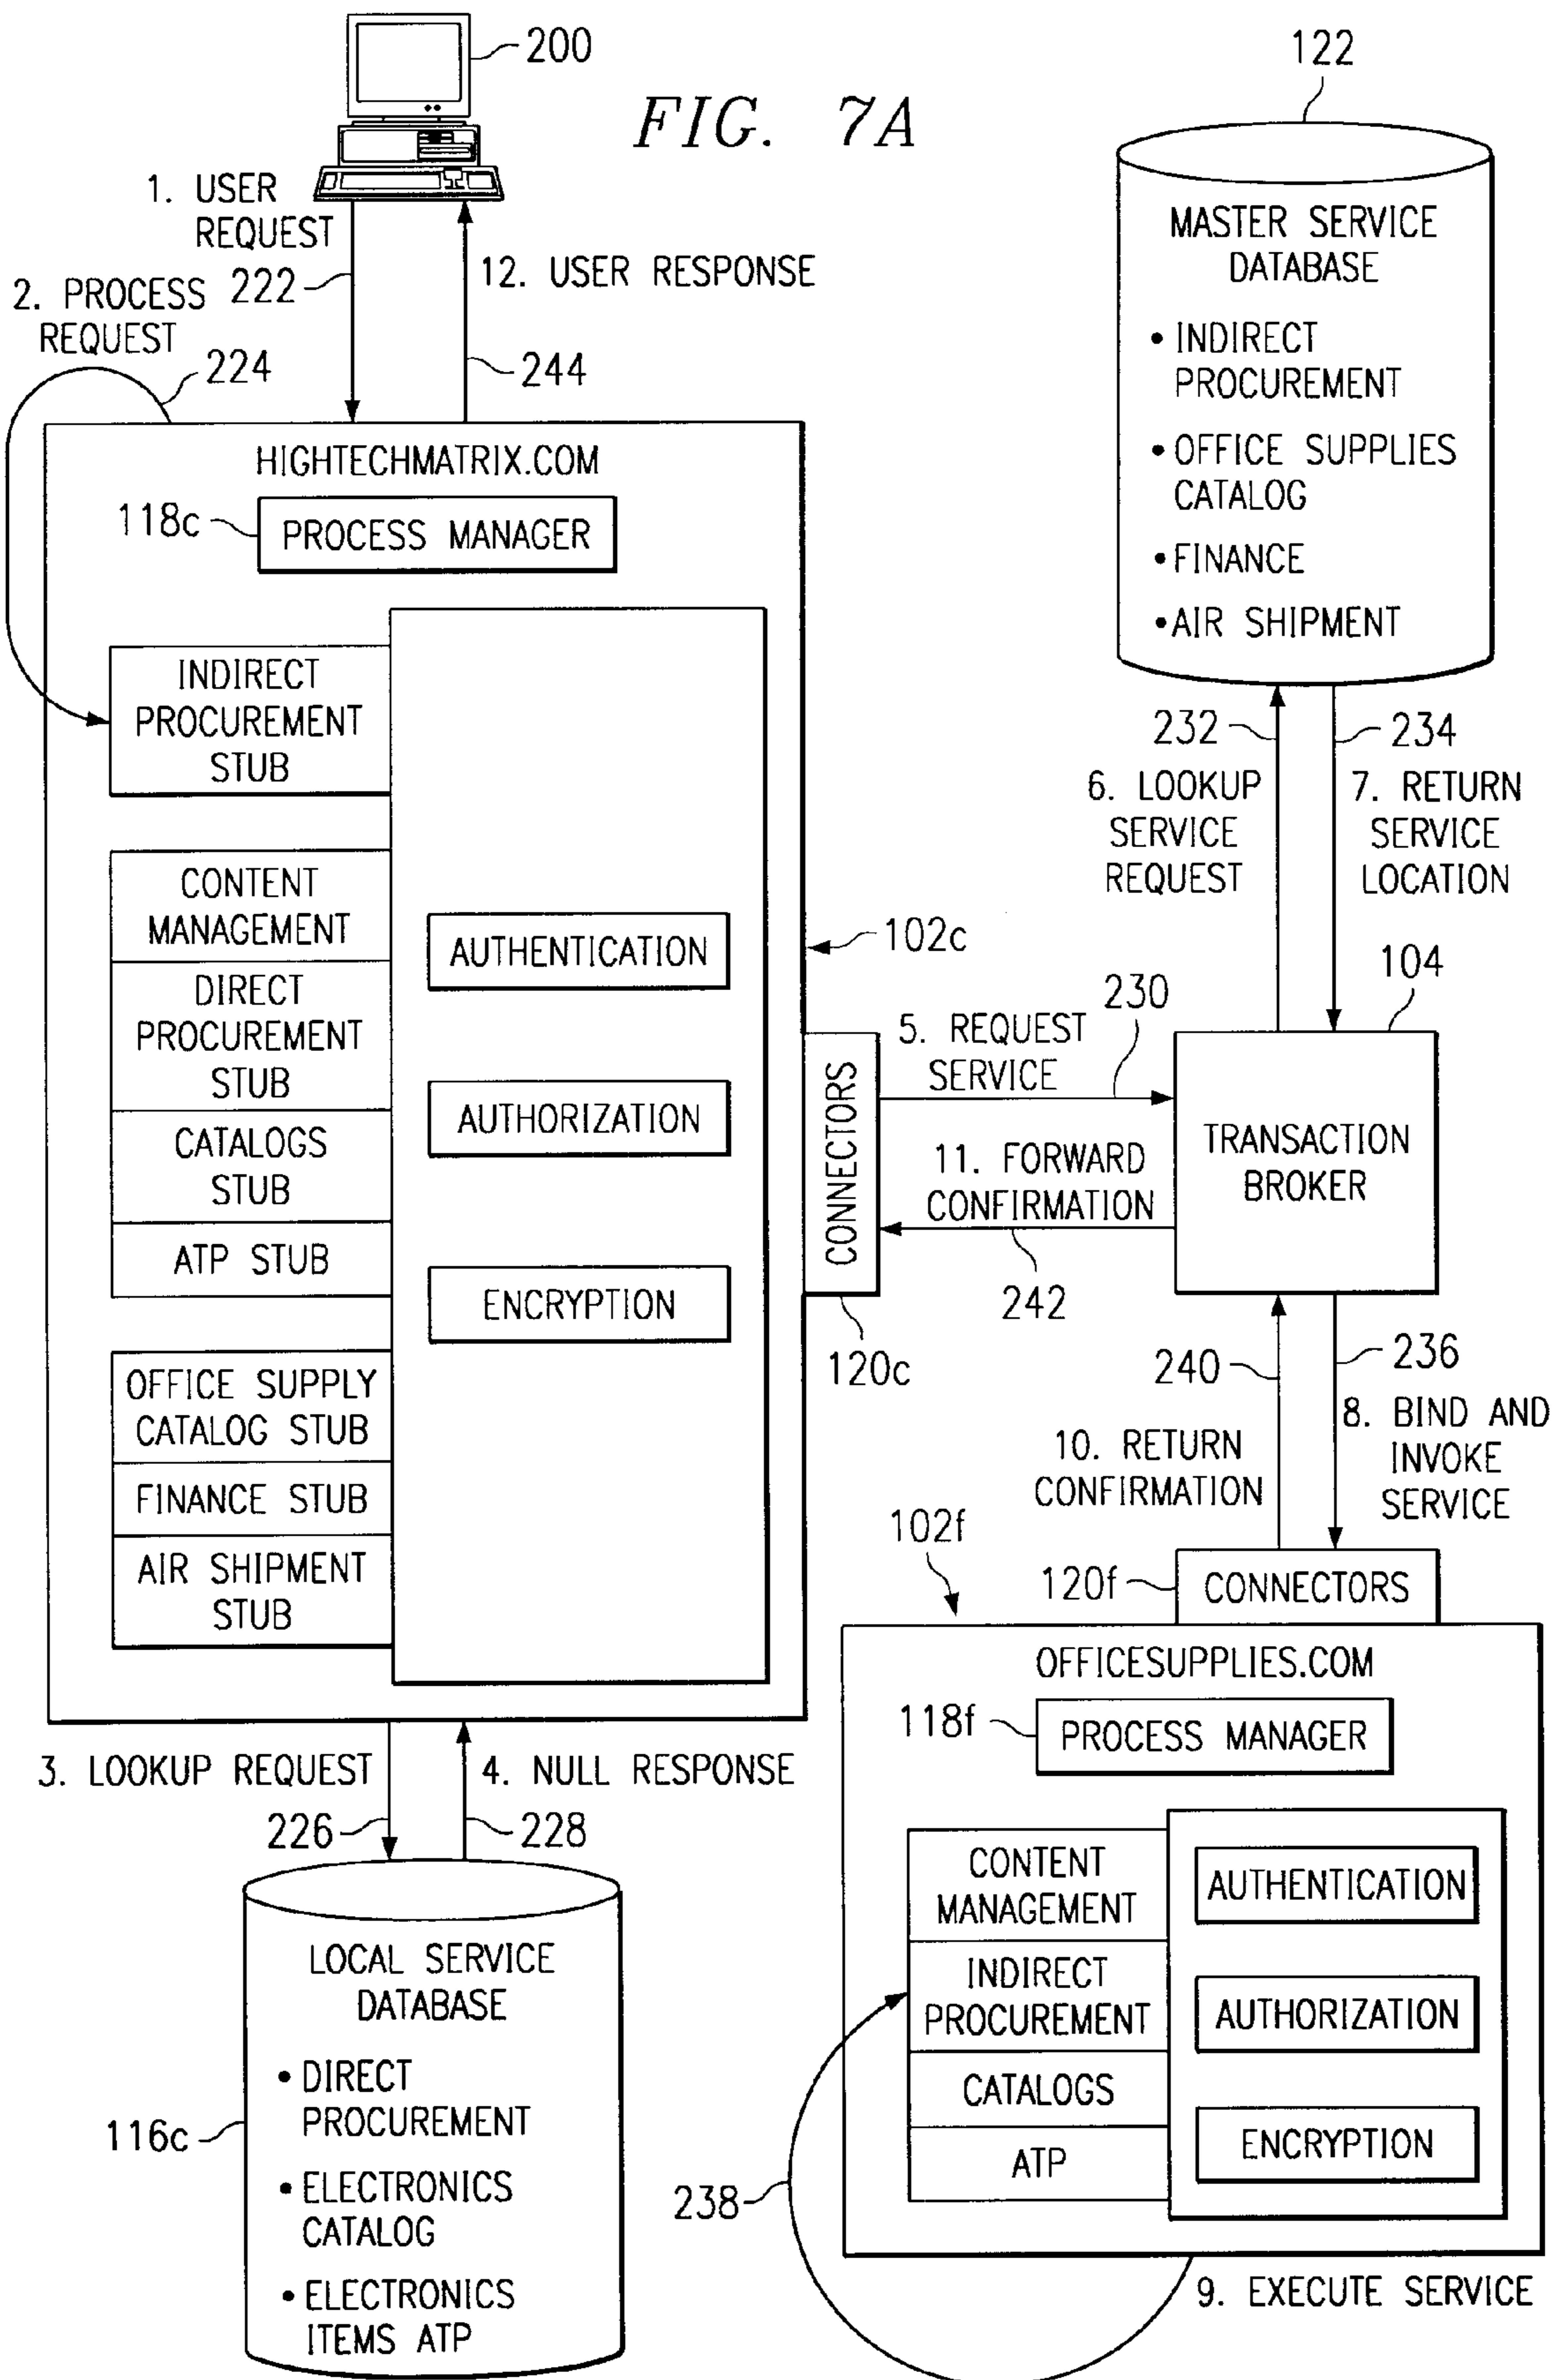 200
FIG. 7A
122
1. USER
REQUEST
222
12. USER RESPONSE
244
2. PROCESS
REQUEST
224
MASTER SERVICE
DATABASE
• INDIRECT
PROCUREMENT
• OFFICE SUPPLIES
CATALOG
• FINANCE
• AIR SHIPMENT
HIGHTECHMATRIX.COM
118c
PROCESS MANAGER
INDIRECT
PROCUREMENT
STUB
CONTENT
MANAGEMENT
DIRECT
PROCUREMENT
STUB
CATALOGS
STUB
ATP STUB
OFFICE SUPPLY
CATALOG STUB
FINANCE STUB
AIR SHIPMENT
STUB
AUTHENTICATION
AUTHORIZATION
ENCRYPTION
102c
CONNECTORS
120c
232
6. LOOKUP
SERVICE
REQUEST
234
7. RETURN
SERVICE
LOCATION
104
5. REQUEST
SERVICE
230
11. FORWARD
CONFIRMATION
242
TRANSACTION
BROKER
240
10. RETURN
CONFIRMATION
236
8. BIND AND
INVOKE
SERVICE
102f
120f
CONNECTORS
OFFICESUPPLIES.COM
118f
PROCESS MANAGER
CONTENT
MANAGEMENT
INDIRECT
PROCUREMENT
CATALOGS
ATP
AUTHENTICATION
AUTHORIZATION
ENCRYPTION
238
9. EXECUTE SERVICE
3. LOOKUP REQUEST
226
4. NULL RESPONSE
228
116c
LOCAL SERVICE
DATABASE
• DIRECT
PROCUREMENT
• ELECTRONICS
CATALOG
• ELECTRONICS
ITEMS ATP